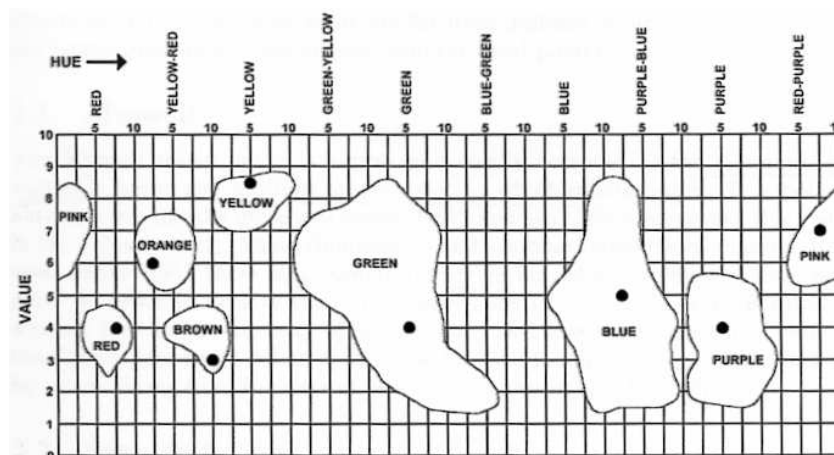 HUE
RED
YELLOW-RED
YELLOW
GREEN-YELLOW
GREEN
BLUE-GREEN
BLUE
PURPLE-BLUE
PURPLE
RED-PURPLE
5 10 5 10 5 10 5 10 5 10 5 10 5 10 5 10 5 10 5
VALUE
10
9
8
7
6
5
4
3
2
1
0
PINK
ORANGE
YELLOW
RED
BROWN
GREEN
BLUE
PURPLE
PINK